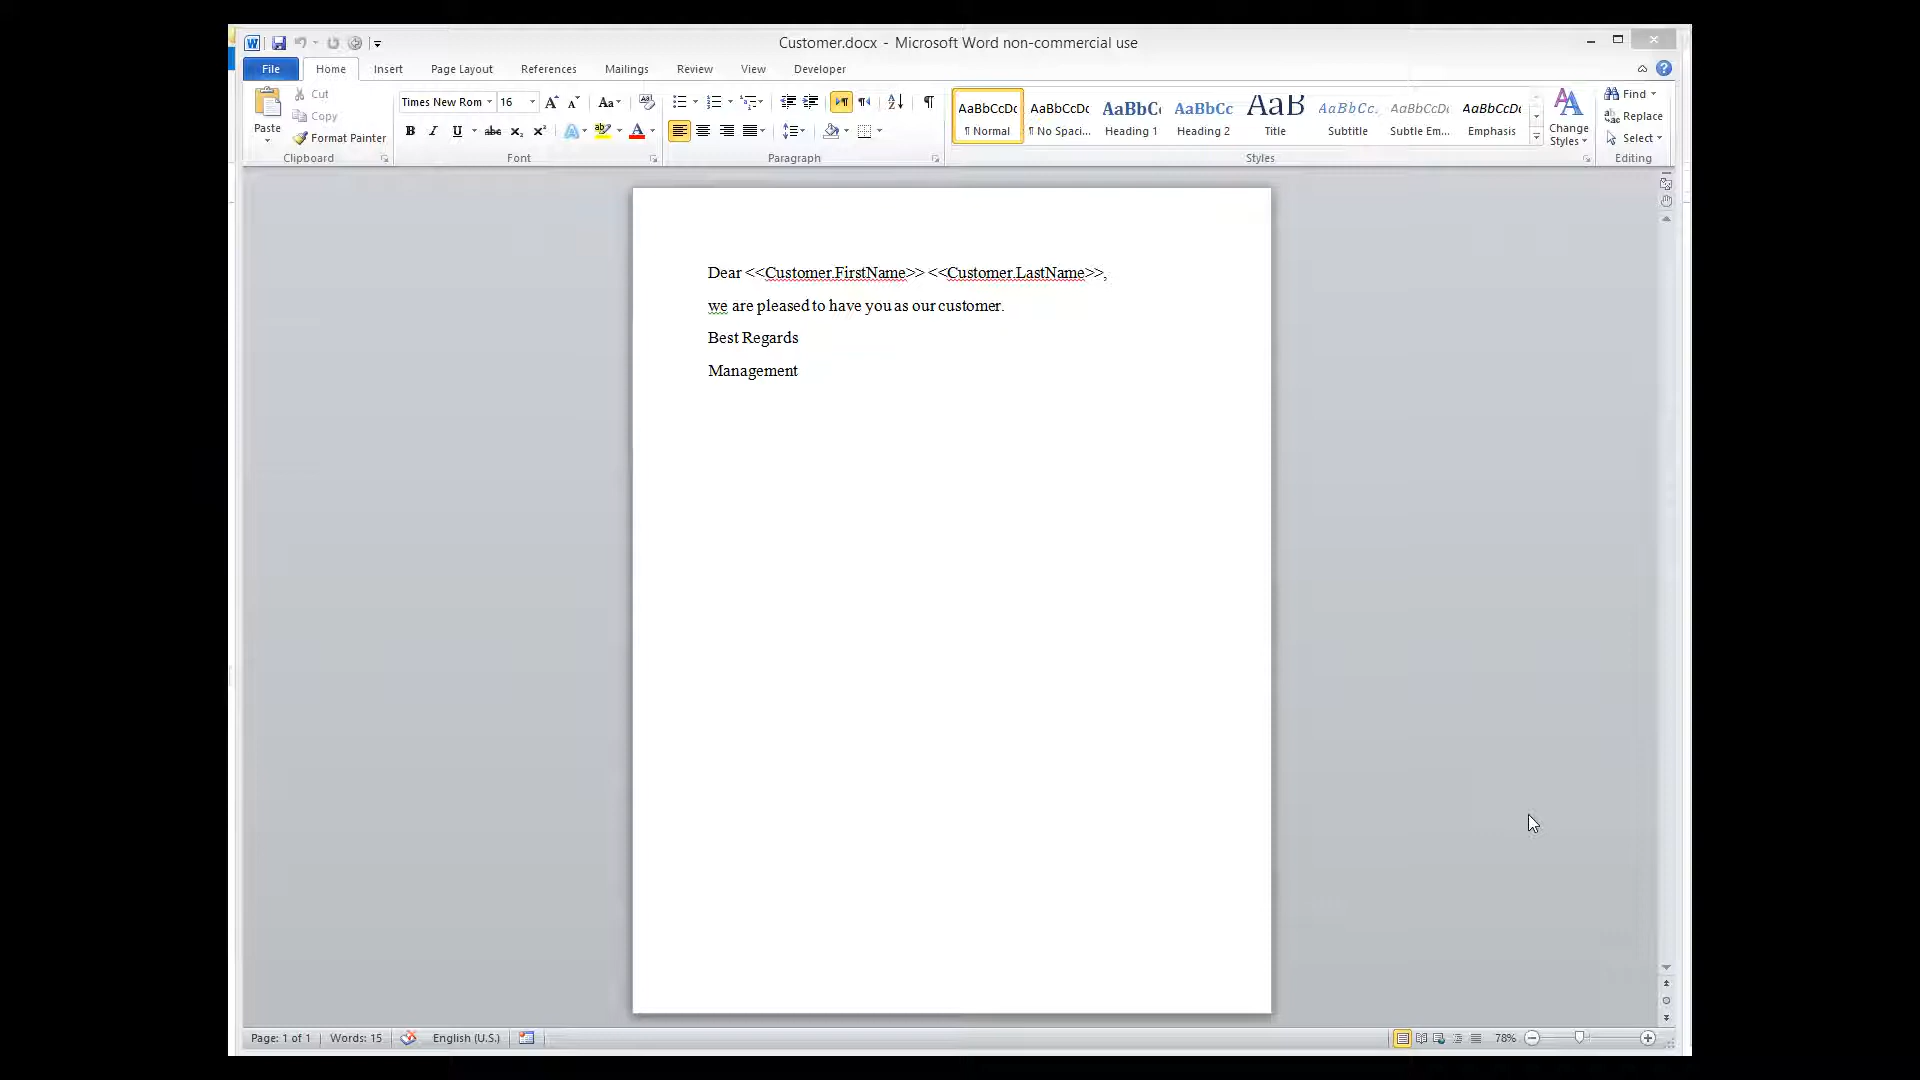 Customer.docx - Microsoft Word non-commercial use
File Home Insert Page Layout References Mailings Review View Developer
Paste
Cut
Copy
Format Painter
Clipboard
Times New Rom 16
Font
Paragraph
AaBbCcDc AaBbCcDc AaBbC AaBbCc AaB AaBbCc. AaBbCcDc AaBbCcDc
¶ Normal ¶ No Spaci... Heading 1 Heading 2 Title Subtitle Subtle Em... Emphasis
Styles
Change
Styles
Find
Replace
Select
Editing
Dear <<Customer.FirstName>> <<Customer.LastName>>,
we are pleased to have you as our customer.
Best Regards
Management
Page: 1 of 1 Words: 15 English (U.S.) 78%